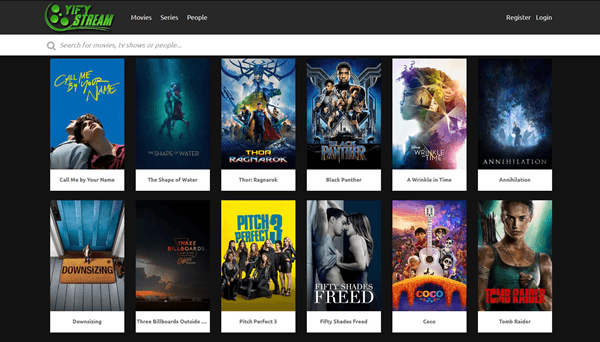 YIFY
STREAM
Movies Series People Register Login
Search for movies, tv shows or people...
CALL ME
BY YOUR
NAME
THE SHAPE OF WATER
THOR
RAGNAROK
BLACK
PANTHER
Disney
A WRINKLE IN TIME
ANNIHILATION
Call Me by Your Name The Shape of Water Thor: Ragnarok Black Panther A Wrinkle in Time Annihilation
DOWNSIZING
THREE
BILLBOARDS
PITCH
PERFECT 3
FIFTY SHADES
FREED
COCO
TOMB RAIDER
Downsizing Three Billboards Outside ... Pitch Perfect 3 Fifty Shades Freed Coco Tomb Raider